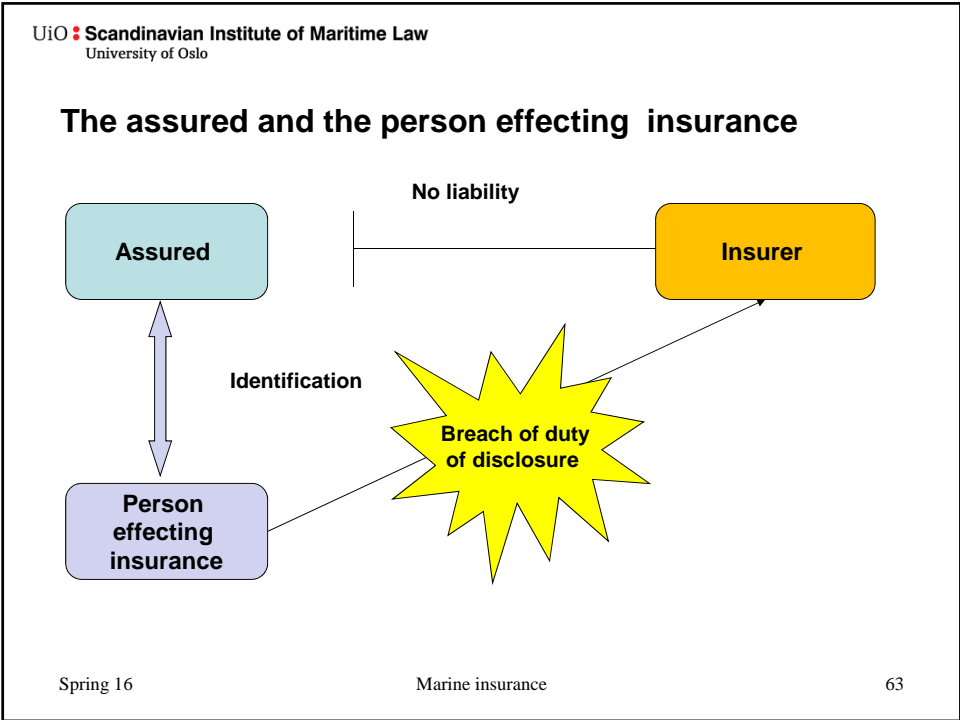 UiO : Scandinavian Institute of Maritime Law
University of Oslo
The assured and the person effecting  insurance
No liability
Assured
Insurer
Identification
Breach of duty
of disclosure
Person
effecting
insurance
Spring 16
Marine insurance
63